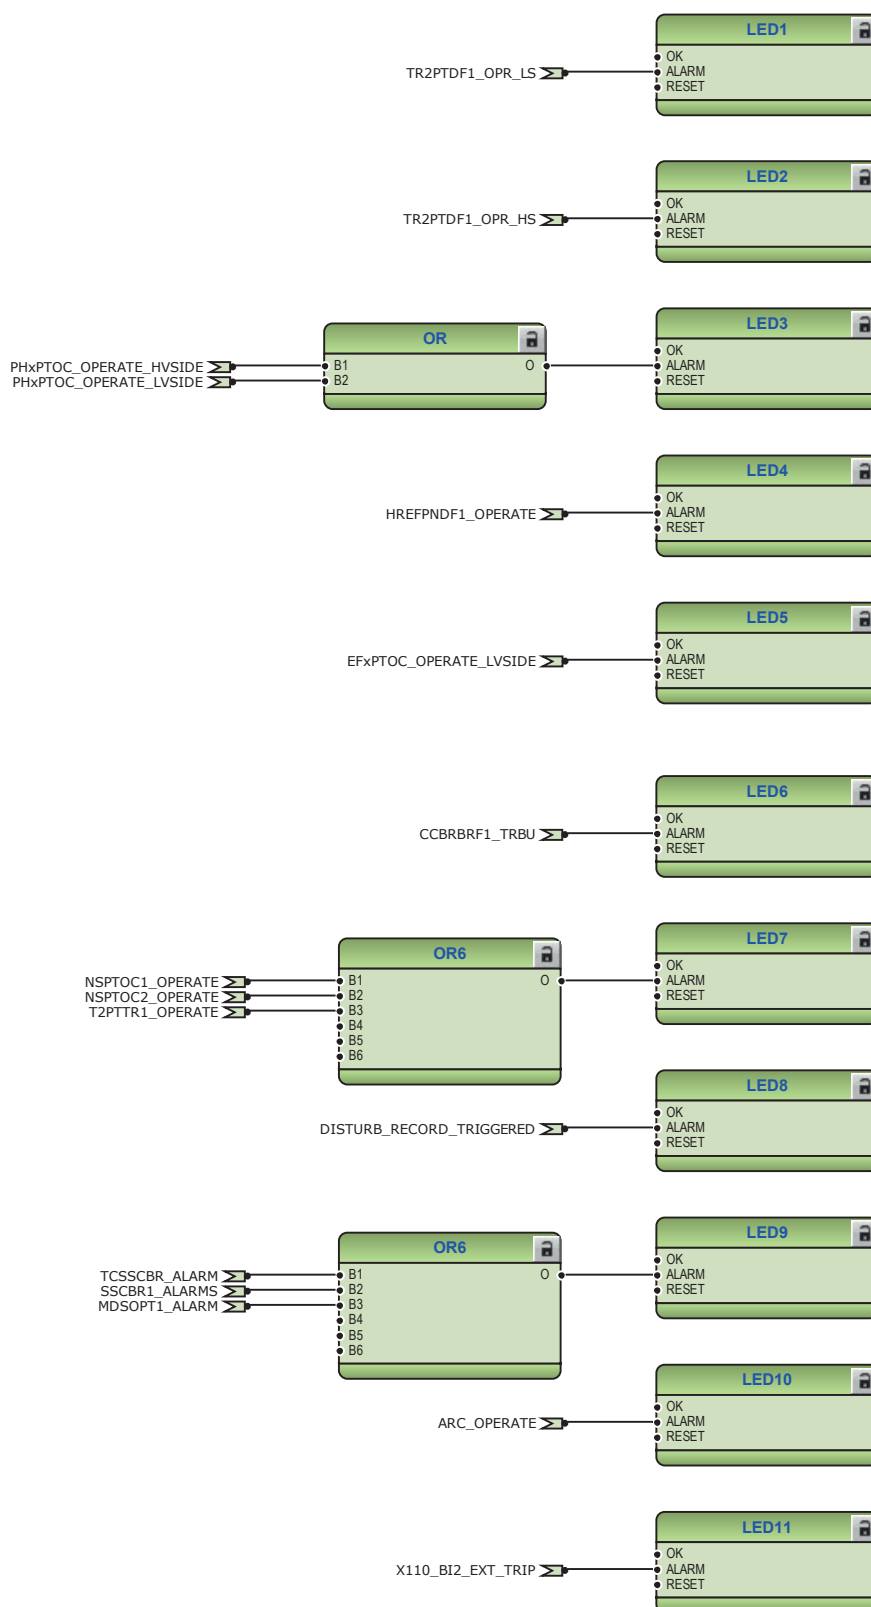 LED1
OK
TR2PTDF1_OPR_LS
ALARM
RESET
LED2
OK
TR2PTDF1_OPR_HS
ALARM
RESET
LED3
OR
OK
PHxPTOC_OPERATE_HVSIDE
B1
O
ALARM
PHxPTOC_OPERATE_LVSIDE
B2
RESET
LED4
OK
HREFPNDF1_OPERATE
ALARM
RESET
LED5
OK
EFxPTOC_OPERATE_LVSIDE
ALARM
RESET
LED6
OK
CCBRBRF1_TRBU
ALARM
RESET
LED7
OR6
OK
NSPTOC1_OPERATE
B1
O
ALARM
NSPTOC2_OPERATE
B2
RESET
T2PTTR1_OPERATE
B3
B4
B5
B6
LED8
OK
DISTURB_RECORD_TRIGGERED
ALARM
RESET
LED9
OR6
OK
TCSSCBR_ALARM
B1
O
ALARM
SSCBR1_ALARMS
B2
RESET
MDSOPT1_ALARM
B3
B4
B5
B6
LED10
OK
ARC_OPERATE
ALARM
RESET
LED11
OK
X110_BI2_EXT_TRIP
ALARM
RESET